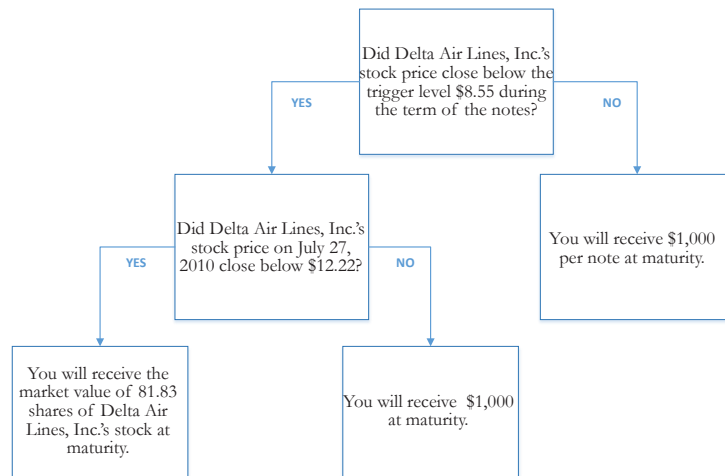 Did Delta Air Lines, Inc.'s
stock price close below the
trigger level $8.55 during
the term of the notes?
YES
NO
Did Delta Air Lines, Inc.'s
stock price on July 27,
2010 close below $12.22?
You will receive $1,000
per note at maturity.
YES
NO
You will receive the
market value of 81.83
shares of Delta Air
Lines, Inc.'s stock at
maturity.
You will receive $1,000
at maturity.